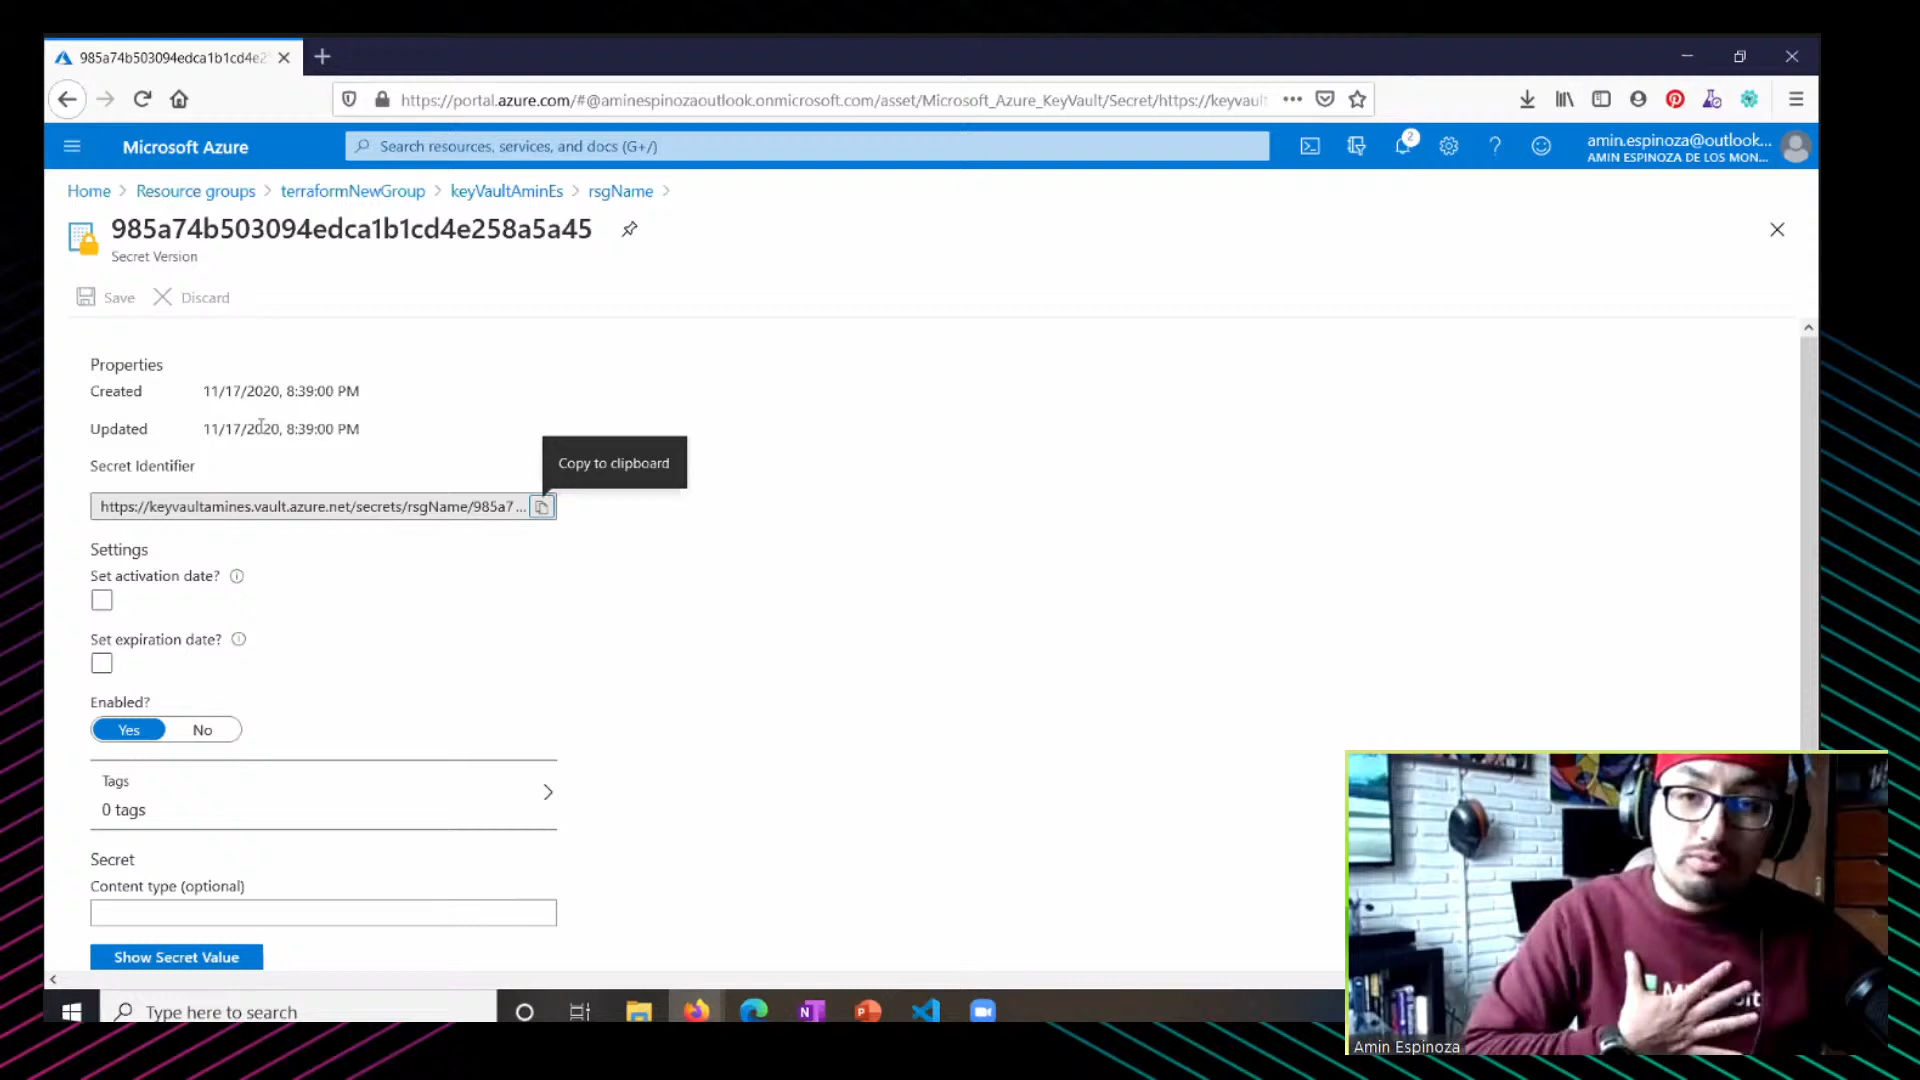 985a74b503094edca1b1cd4e2
https://portal.azure.com/#@aminespinozaoutlook.onmicrosoft.com/asset/Microsoft_Azure_KeyVault/Secret/https://keyvaul
Microsoft Azure
Search resources, services, and docs (G+/)
2
amin.espinoza@outlook...
AMIN ESPINOZA DE LOS MON...
Home > Resource groups > terraformNewGroup > keyVaultAminEs > rsgName >
985a74b503094edca1b1cd4e258a5a45
Secret Version
Save
Discard
Properties
Created 11/17/2020, 8:39:00 PM
Updated 11/17/2020, 8:39:00 PM
Copy to clipboard
Secret Identifier
https://keyvaultamines.vault.azure.net/secrets/rsgName/985a7 ...
Settings
Set activation date?
Set expiration date?
Enabled?
Yes No
Tags
0 tags
Secret
Content type (optional)
Show Secret Value
Type here to search
Amin Espinoza